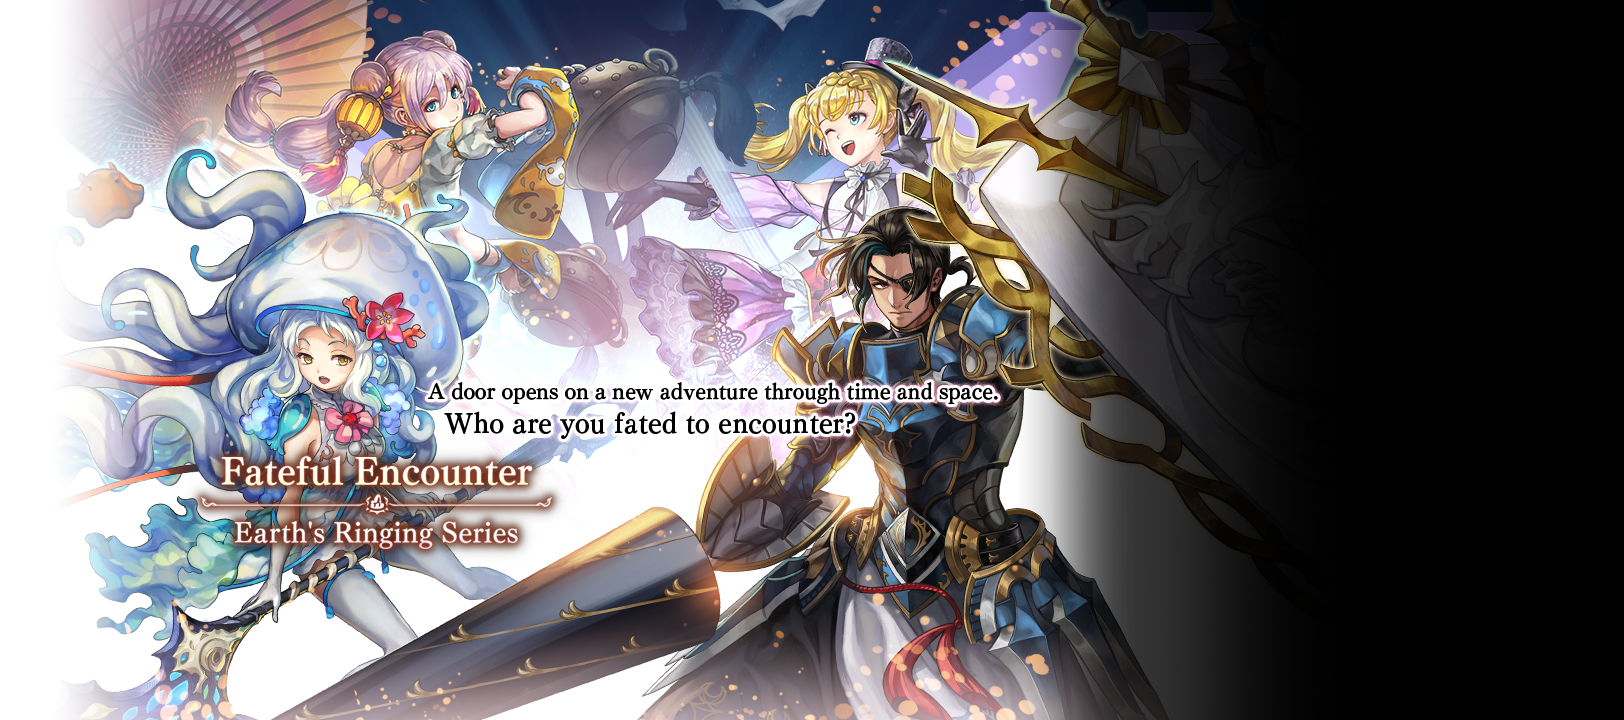 A door opens on a new adventure through time and space.
Who are you fated to encounter?
Fateful Encounter
Earth's Ringing Series